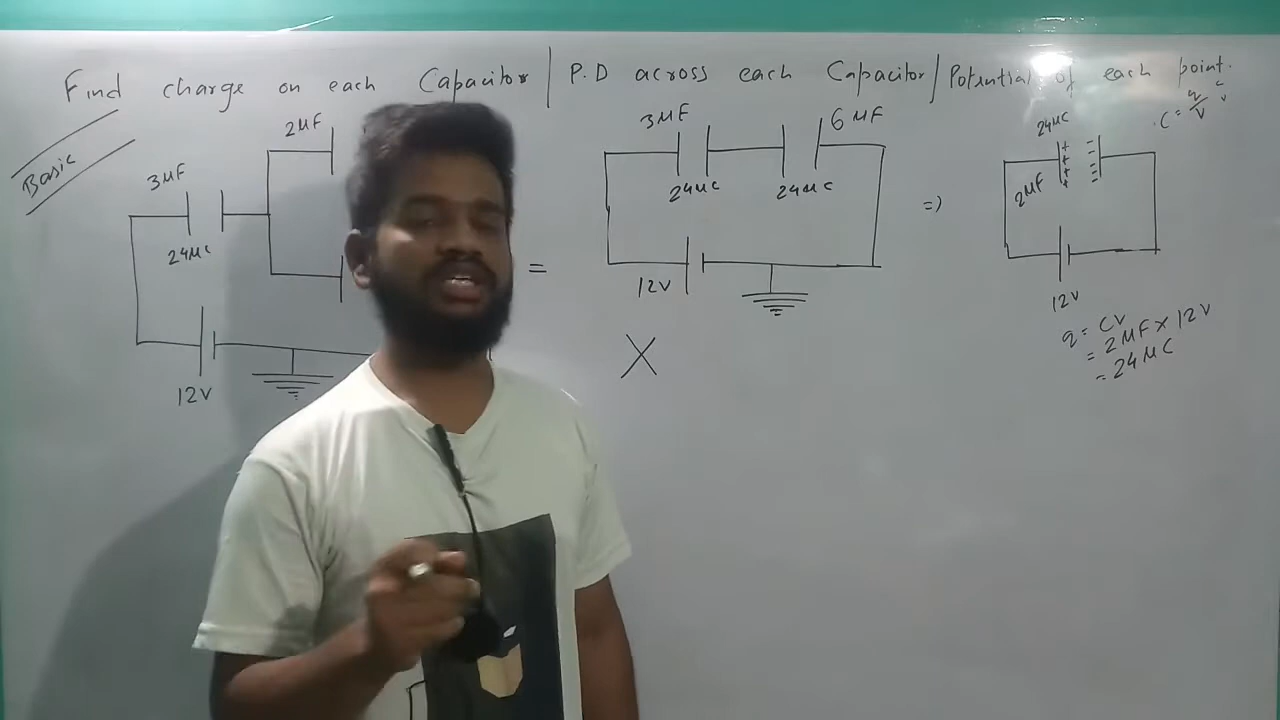 Find charge on each Capacitor | P.D across each Capacitor | Potential of each point.
Basic
3μF
24μC
2μF
12V
=
3μF
6μF
24μC
24μC
12V
X
=>
24μC
2μF
12V
C = q/V
q = CV
= 2μF × 12V
= 24μC